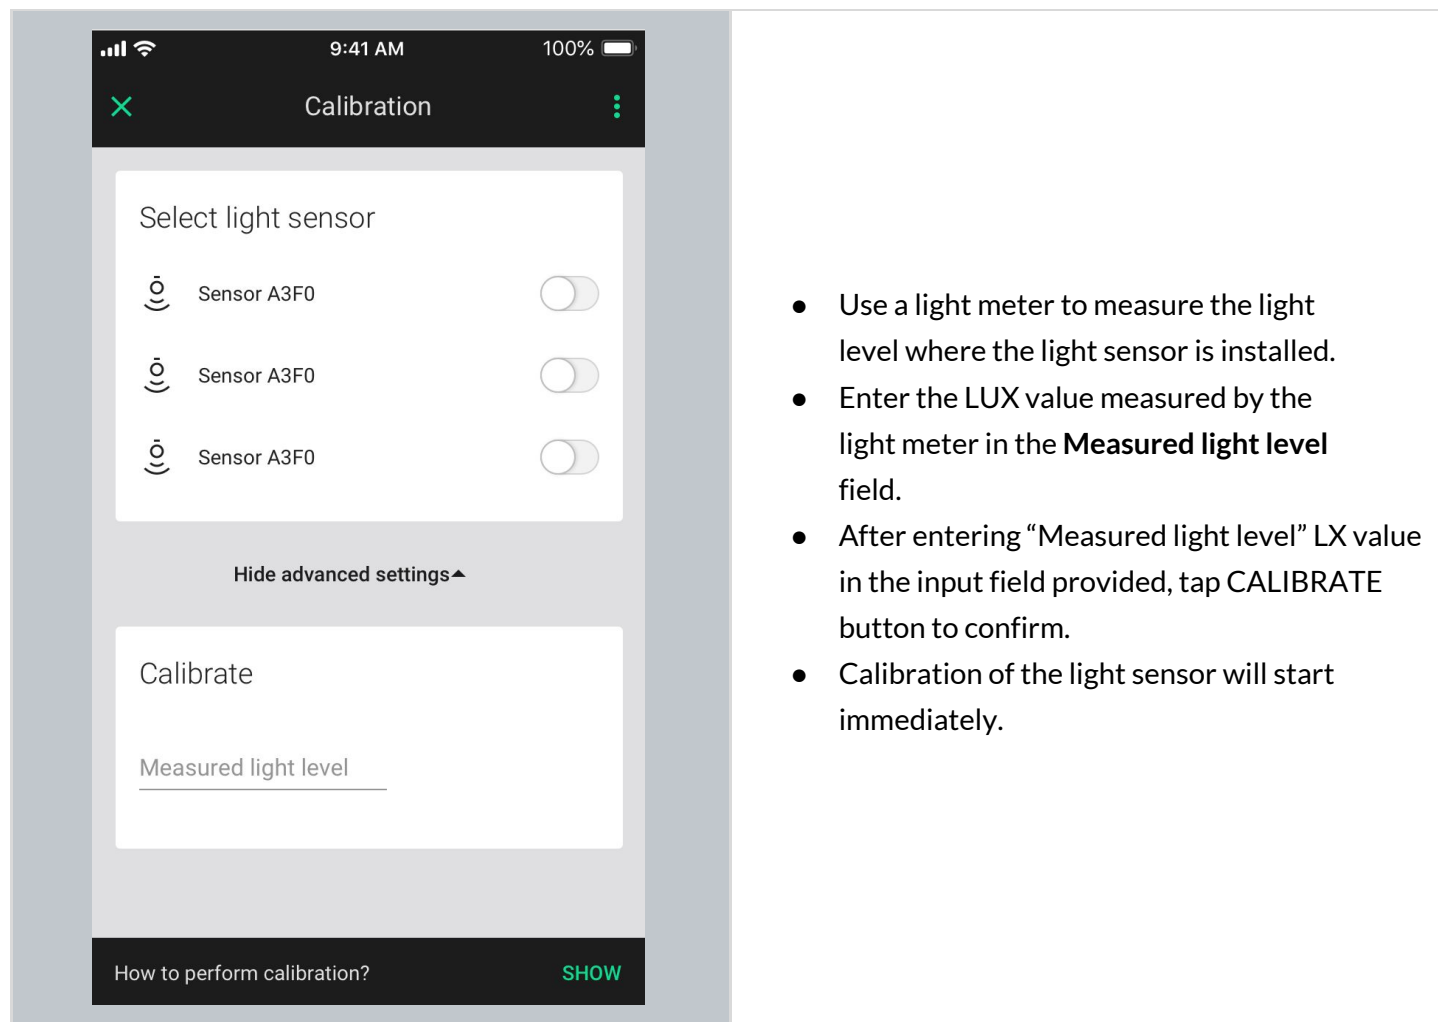 9:41 AM
100%
Calibration
Select light sensor
Sensor A3F0
Sensor A3F0
Sensor A3F0
Hide advanced settings
Calibrate
Measured light level
How to perform calibration?
SHOW
● Use a light meter to measure the light
level where the light sensor is installed.
● Enter the LUX value measured by the
light meter in the Measured light level
field.
● After entering “Measured light level” LX value
in the input field provided, tap CALIBRATE
button to confirm.
● Calibration of the light sensor will start
immediately.